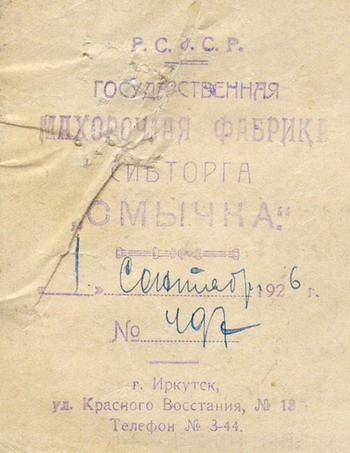 Р. С. Ф. С. Р.
ГОСУДАРСТВЕННАЯ
МАХОРОЧНАЯ ФАБРИКА
СИБТОРГА
„СМЫЧКА“
„1“ Сентябр 1926 г.
№ 497
г. Иркутск,
ул. Красного Восстания, № 18
Телефон № 3-44.